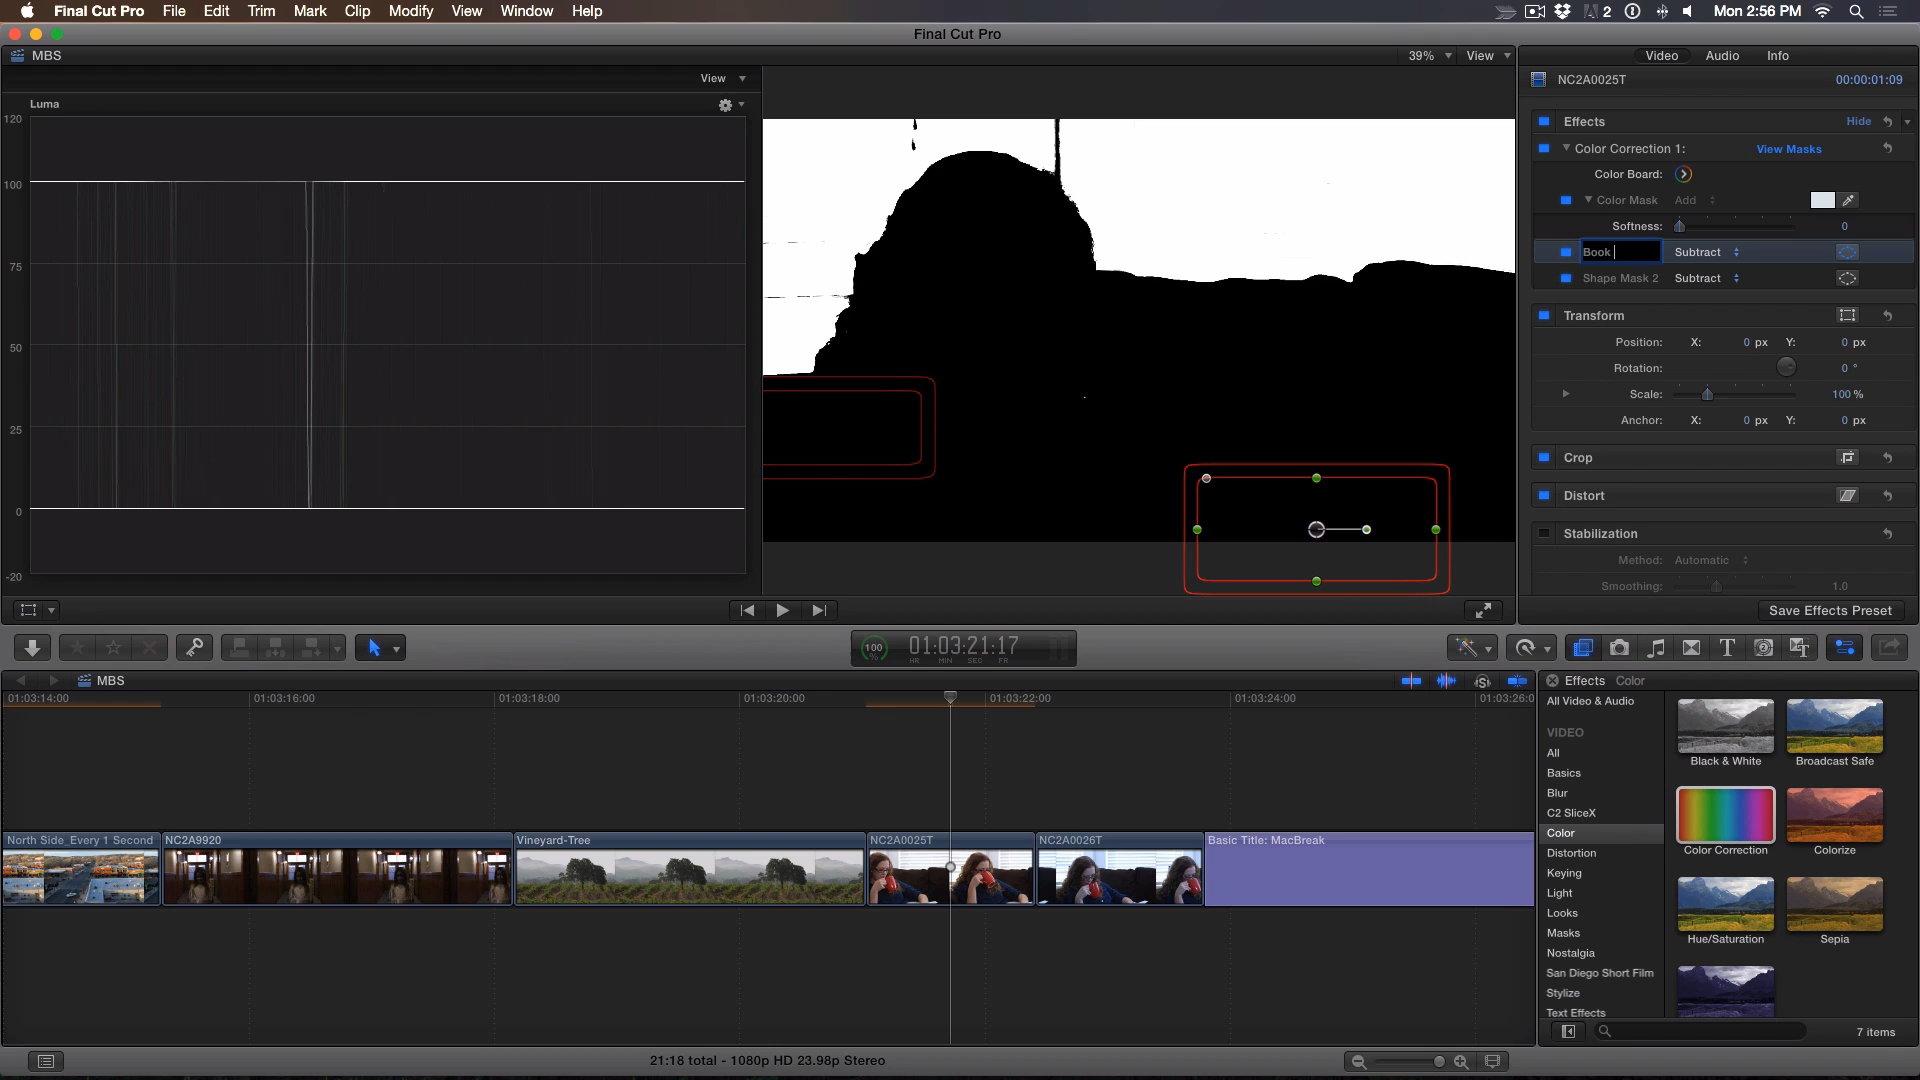 Final Cut Pro File Edit Trim Mark Clip Modify View Window Help 2 Mon 2:56 PM
Final Cut Pro
MBS 39% View Video Audio Info
View NC2A0025T 00:00:01:09
Luma
120
100
75
50
25
0
-20
Effects Hide
Color Correction 1: View Masks
Color Board:
Color Mask Add
Softness: 0
Book Subtract
Shape Mask 2 Subtract
Transform
Position: X: 0 px Y: 0 px
Rotation: 0 °
Scale: 100 %
Anchor: X: 0 px Y: 0 px
Crop
Distort
Stabilization
Method: Automatic
Smoothing: 1.0
Save Effects Preset
100 % 01:03:21:17
HR MIN SEC FR
MBS
01:03:14:00 01:03:16:00 01:03:18:00 01:03:20:00 01:03:22:00 01:03:24:00 01:03:26:0
North Side_Every 1 Second NC2A9920 Vineyard-Tree NC2A0025T NC2A0026T Basic Title: MacBreak
Effects Color
All Video & Audio
VIDEO
All
Basics
Blur
C2 SliceX
Color
Distortion
Keying
Light
Looks
Masks
Nostalgia
San Diego Short Film
Stylize
Text Effects
Black & White Broadcast Safe
Color Correction Colorize
Hue/Saturation Sepia
7 items
21:18 total - 1080p HD 23.98p Stereo